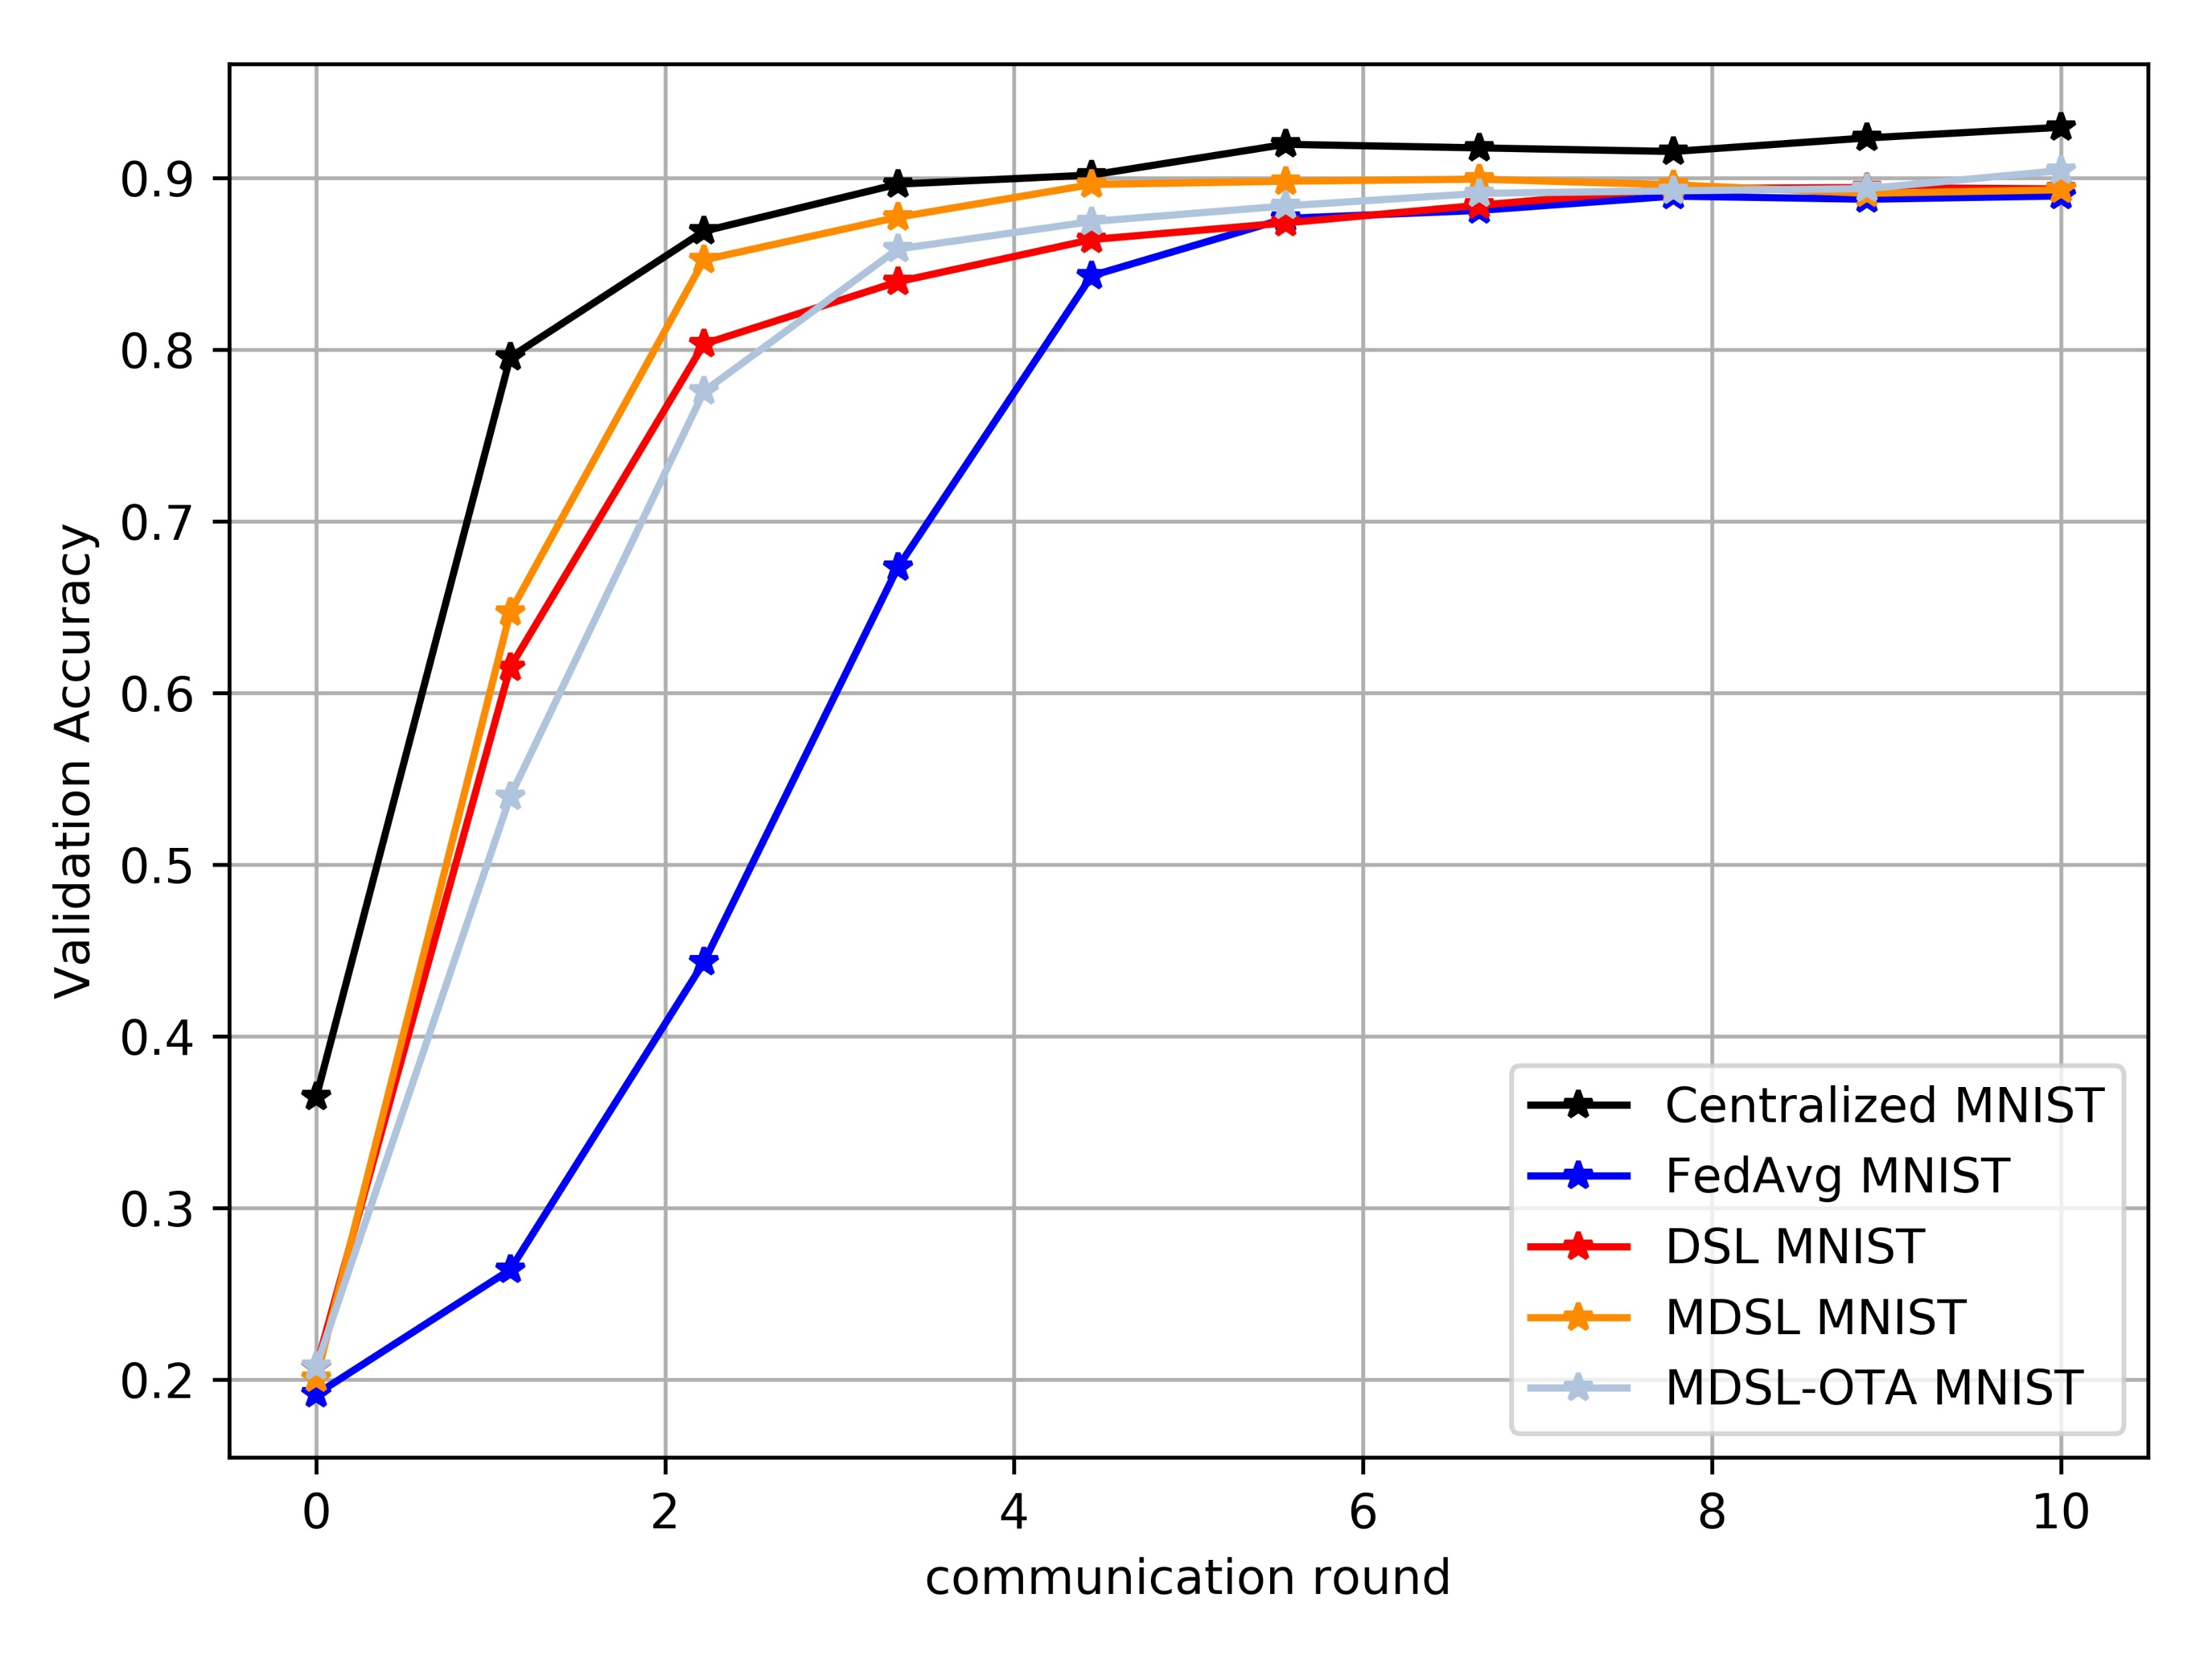 0.9
0.8
0.7
0.6
0.5
0.4
0.3
0.2
Validation Accuracy
0 2 4 6 8 10
communication round
Centralized MNIST
FedAvg MNIST
DSL MNIST
MDSL MNIST
MDSL-OTA MNIST